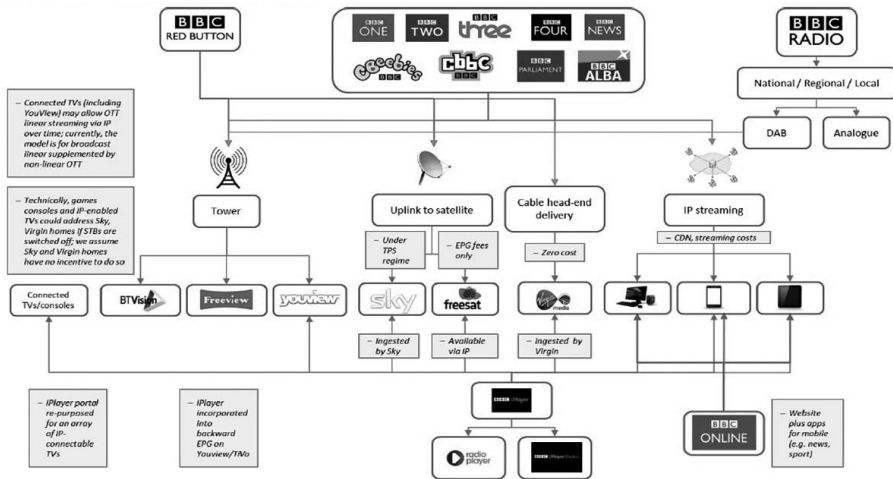 BBC
RED BUTTON
BBC
ONE
BBC
TWO
BBC
three
BBC
FOUR
BBC
NEWS
BBC
RADIO
cbeebies
BBC
cbbc
BBC
BBC
PARLIAMENT
BBC
ALBA
National / Regional / Local
– Connected TVs (including
YouView) may allow OTT
linear streaming via IP
over time; currently, the
model is for broadcast
linear supplemented by
non-linear OTT
DAB
Analogue
– Technically, games
consoles and IP-enabled
TVs could address Sky,
Virgin homes if STBs are
switched off; we assume
Sky and Virgin homes
have no incentive to do so
Tower
Uplink to satellite
Cable head-end
delivery
IP streaming
– Under
TPS
regime
– EPG fees
only
– Zero cost
– CDN, streaming costs
Connected
TVs/consoles
BTVision
Freeview
youview
sky
freesat
media
– Ingested
by Sky
– Available
via IP
– Ingested by
Virgin
– iPlayer portal
re-purposed
for an array
of IP-
connectable
TVs
– iPlayer
incorporated
into
backward
EPG on
Youview/TiVo
BBC iPlayer
radio
player
BBC iPlayer Radio
BBC
ONLINE
– Website
plus apps
for mobile
(e.g. news,
sport)